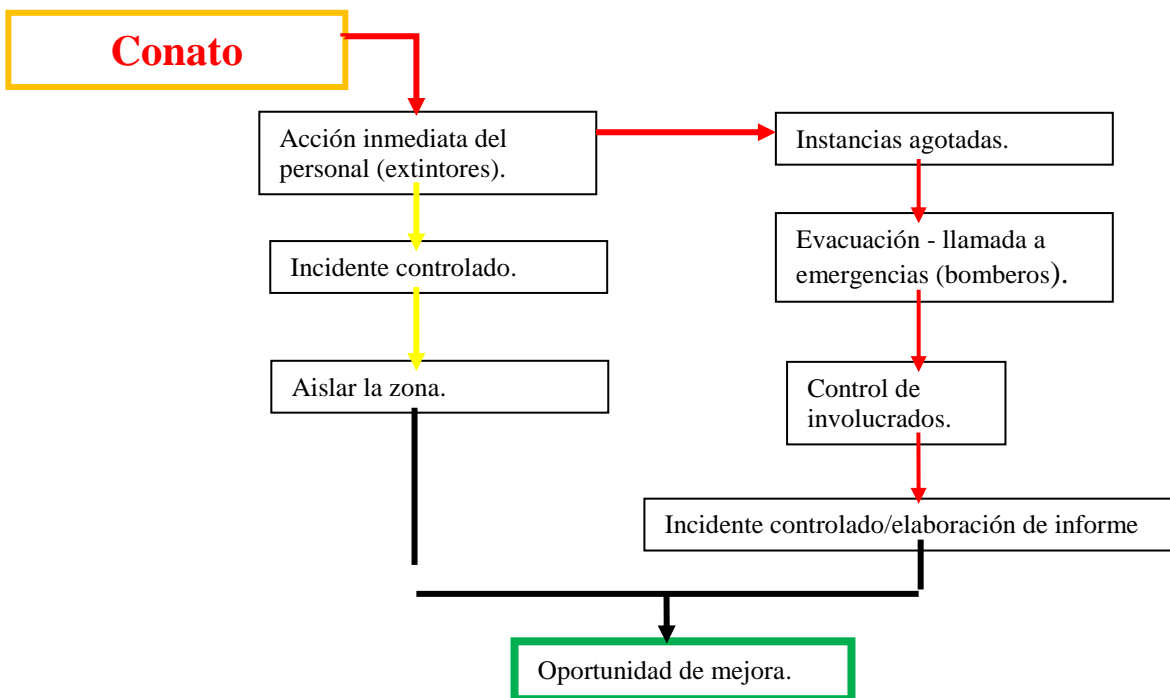 Conato
Acción inmediata del
personal (extintores).
Instancias agotadas.
Incidente controlado.
Evacuación - llamada a
emergencias (bomberos).
Aislar la zona.
Control de
involucrados.
Incidente controlado/elaboración de informe
Oportunidad de mejora.